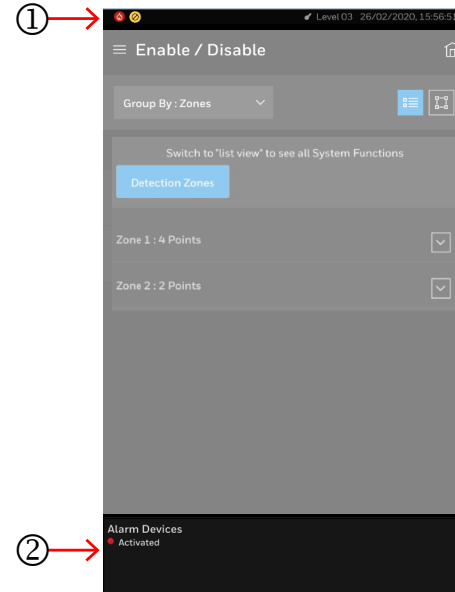 ①
Level 03 26/02/2020, 15:56:51
Enable / Disable
Group By : Zones
Switch to "list view" to see all System Functions
Detection Zones
Zone 1 : 4 Points
Zone 2 : 2 Points
Alarm Devices
②
Activated